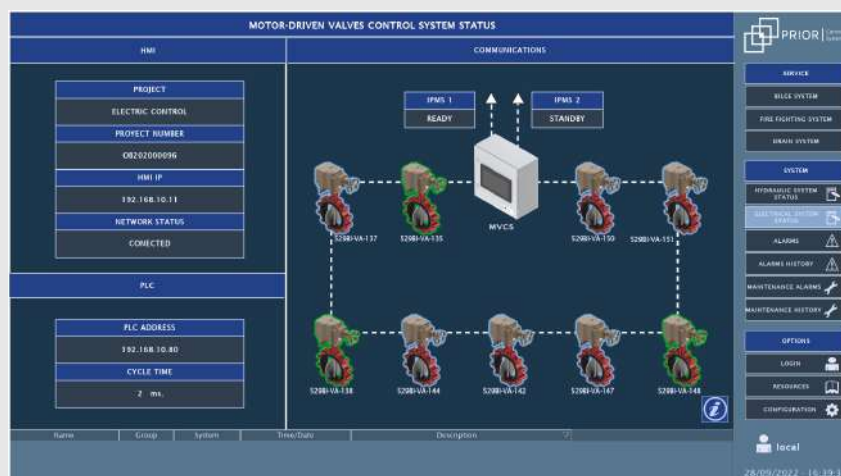 MOTOR-DRIVEN VALVES CONTROL SYSTEM STATUS
HMI
PROJECT
ELECTRIC CONTROL
PROYECT NUMBER
OB202000096
HMI IP
192.168.10.11
NETWORK STATUS
CONECTED
PLC
PLC ADDRESS
192.168.10.80
CYCLE TIME
2 ms.
COMMUNICATIONS
IPMS 1
READY
IPMS 2
STANDBY
MVCS
S298I-VA-137
S298I-VA-135
S298I-VA-150
S298I-VA-151
S298I-VA-138
S298I-VA-144
S298I-VA-142
S298I-VA-147
S298I-VA-148
Name Group System Time/Date Description
PRIOR
SERVICE
BILGE SYSTEM
FIRE FIGHTING SYSTEM
DRAIN SYSTEM
SYSTEM
HYDRAULIC SYSTEM STATUS
ELECTRICAL SYSTEM STATUS
ALARMS
ALARMS HISTORY
MAINTENANCE ALARMS
MAINTENANCE HISTORY
OPTIONS
LOGIN
RESOURCES
CONFIGURATION
local
28/09/2022 - 16:39:3